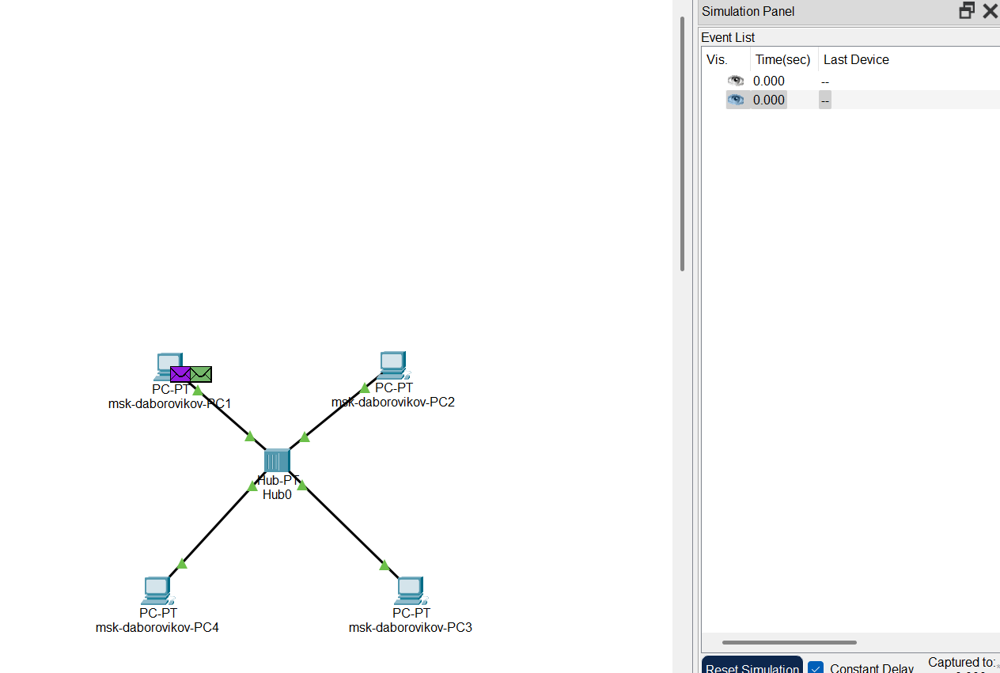 Simulation Panel
Event List
Vis. Time(sec) Last Device
0.000 --
0.000 --
PC-PT
msk-daborovikov-PC1
PC-PT
msk-daborovikov-PC2
Hub-PT
Hub0
PC-PT
msk-daborovikov-PC4
PC-PT
msk-daborovikov-PC3
Reset Simulation Constant Delay Captured to: